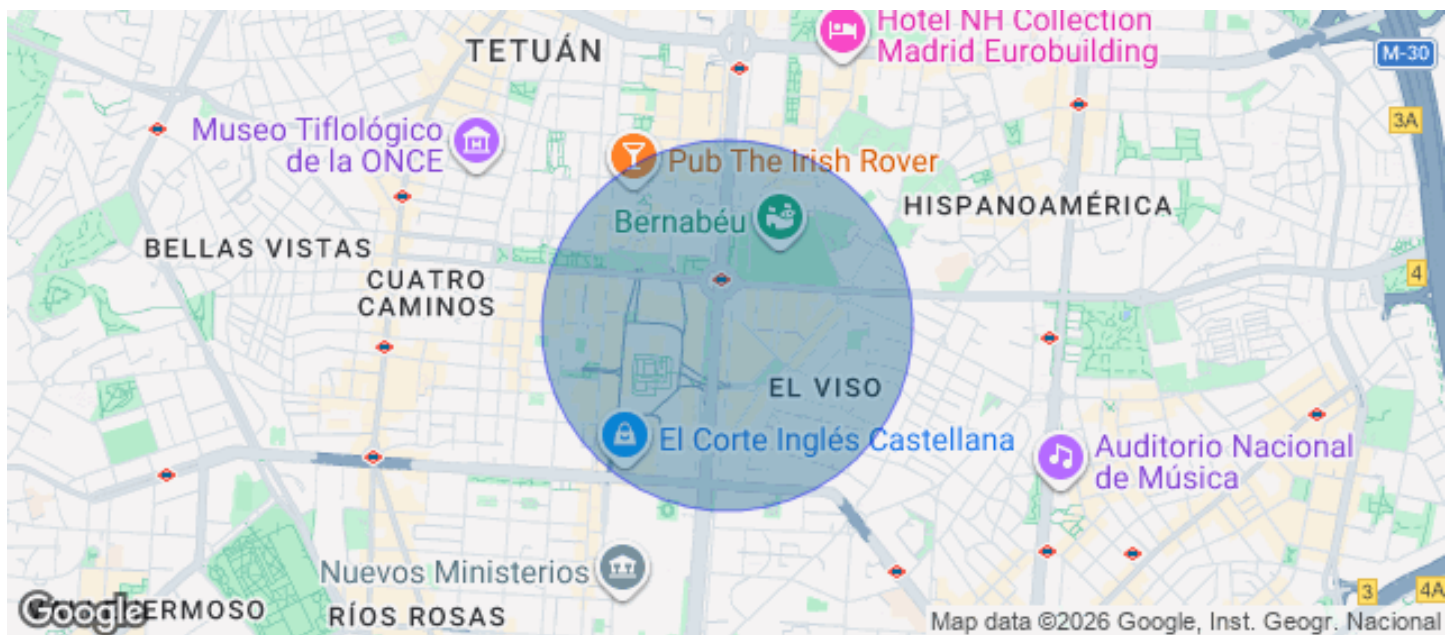 Hotel NH Collection
Madrid Eurobuilding
TETUÁN
M-30
3A
Museo Tiflológico
de la ONCE
Pub The Irish Rover
HISPANOAMÉRICA
Bernabéu
BELLAS VISTAS
CUATRO
CAMINOS
4
EL VISO
El Corte Inglés Castellana
Auditorio Nacional
de Música
Nuevos Ministerios
3
4A
Google
ERMOSO
RÍOS ROSAS
Map data ©2026 Google, Inst. Geogr. Nacional